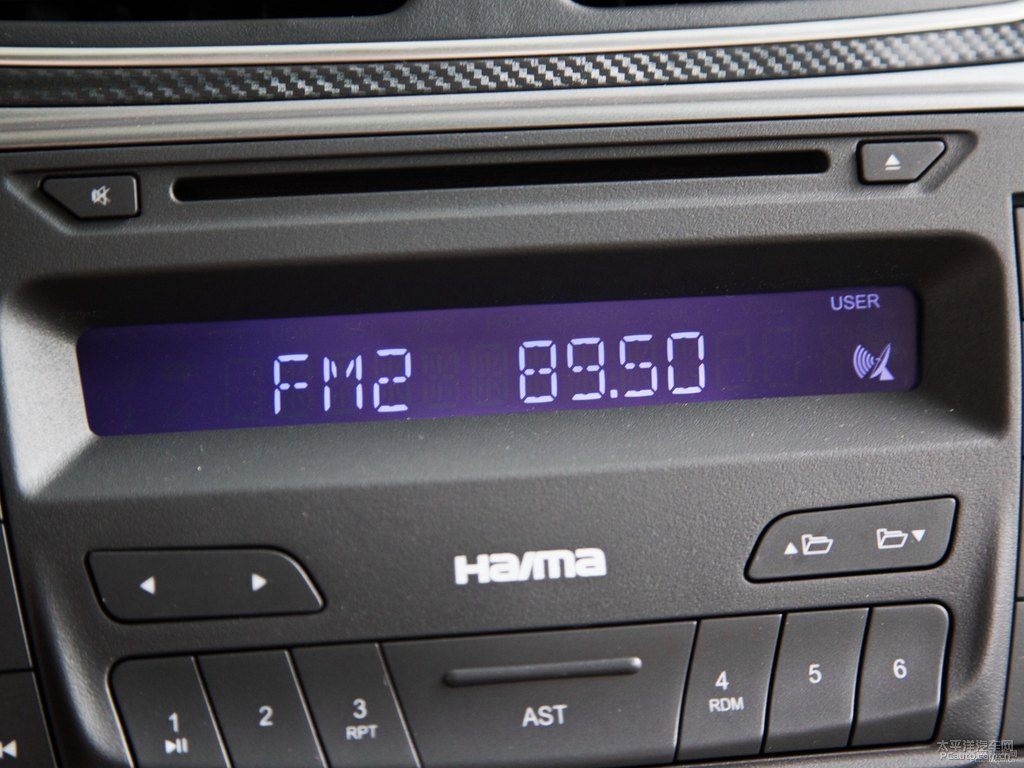 USER
FM2 89.50
Haima
1 2 3 AST 4 5 6
RPT RDM
太平洋汽车网
PCauto.com.cn